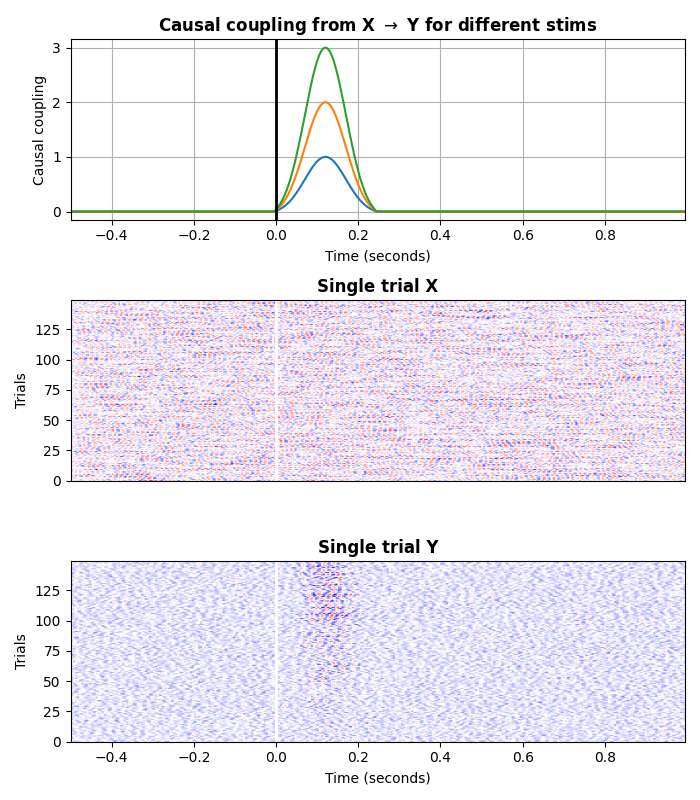 Causal coupling from X → Y for different stims
Causal coupling
3
2
1
0
−0.4 −0.2 0.0 0.2 0.4 0.6 0.8
Time (seconds)
Single trial X
Trials
125
100
75
50
25
0
Single trial Y
Trials
125
100
75
50
25
0
−0.4 −0.2 0.0 0.2 0.4 0.6 0.8
Time (seconds)